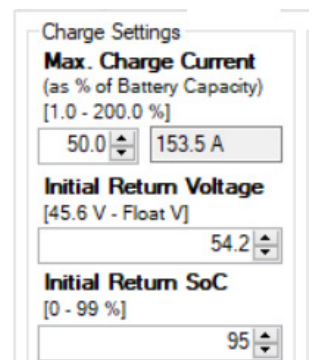 Charge Settings
Max. Charge Current
(as % of Battery Capacity)
[1.0 - 200.0 %]
50.0 153.5 A
Initial Return Voltage
[45.6 V - Float V]
54.2
Initial Return SoC
[0 - 99 %]
95